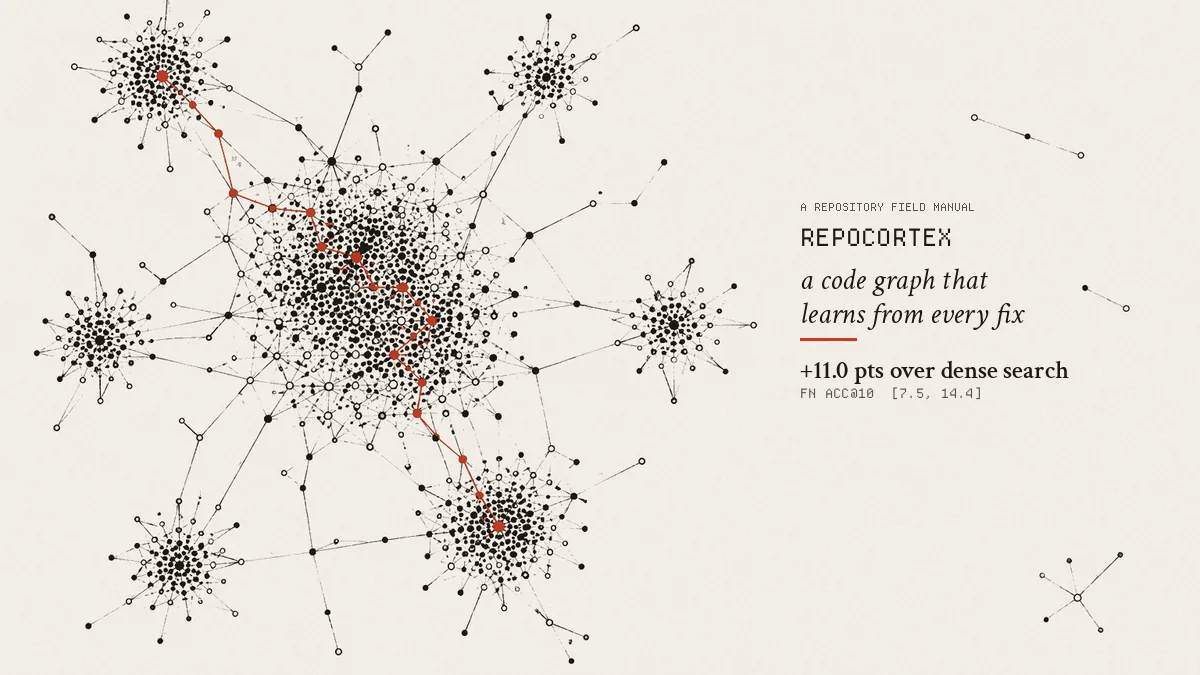 A REPOSITORY FIELD MANUAL
REPOCORTEX
a code graph that
learns from every fix
+11.0 pts over dense search
FN ACC@10 [7.5, 14.4]